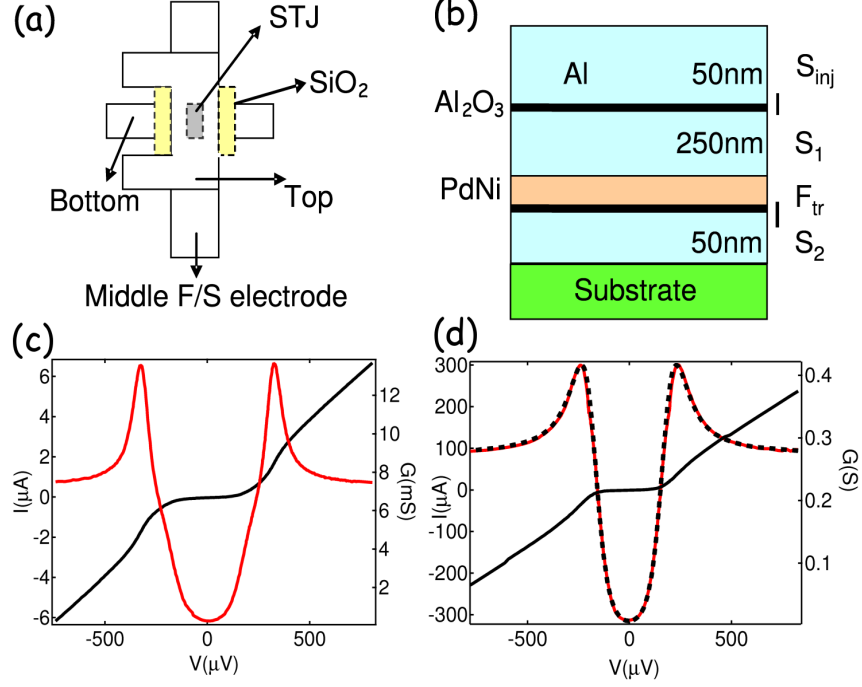 (a)
STJ
SiO₂
Bottom
Top
Middle F/S electrode
(b)
Al 50nm S_inj
Al₂O₃ I
250nm S₁
PdNi F_tr
I
50nm S₂
Substrate
(c)
6
4
2
0
-2
-4
-6
I(μA)
12
10
8
6
4
2
G(mS)
-500 0 500
V(μV)
(d)
300
200
100
0
-100
-200
-300
I(μA)
0.4
0.3
0.2
0.1
G(S)
-500 0 500
V(μV)